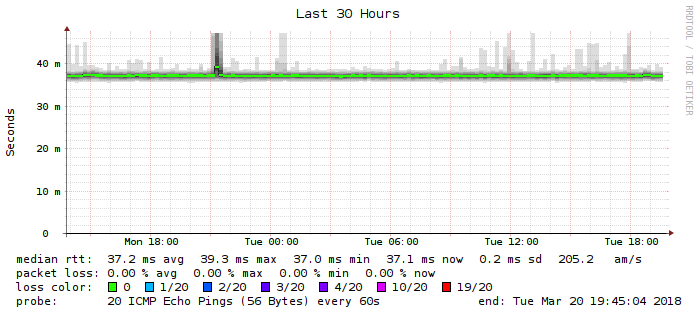 Last 30 Hours
RRDTOOL / TOBI OETIKER
Seconds
40 m
30 m
20 m
10 m
0
Mon 18:00 Tue 00:00 Tue 06:00 Tue 12:00 Tue 18:00
median rtt: 37.2 ms avg 39.3 ms max 37.0 ms min 37.1 ms now 0.2 ms sd 205.2 am/s
packet loss: 0.00 % avg 0.00 % max 0.00 % min 0.00 % now
loss color: 0 1/20 2/20 3/20 4/20 10/20 19/20
probe: 20 ICMP Echo Pings (56 Bytes) every 60s end: Tue Mar 20 19:45:04 2018